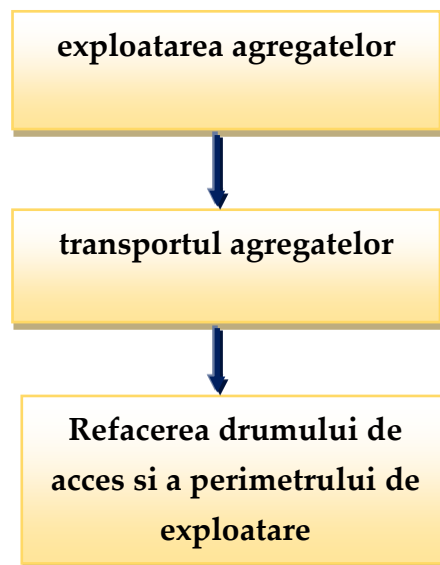 exploatarea agregatelor
transportul agregatelor
Refacerea drumului de
acces si a perimetrului de
exploatare